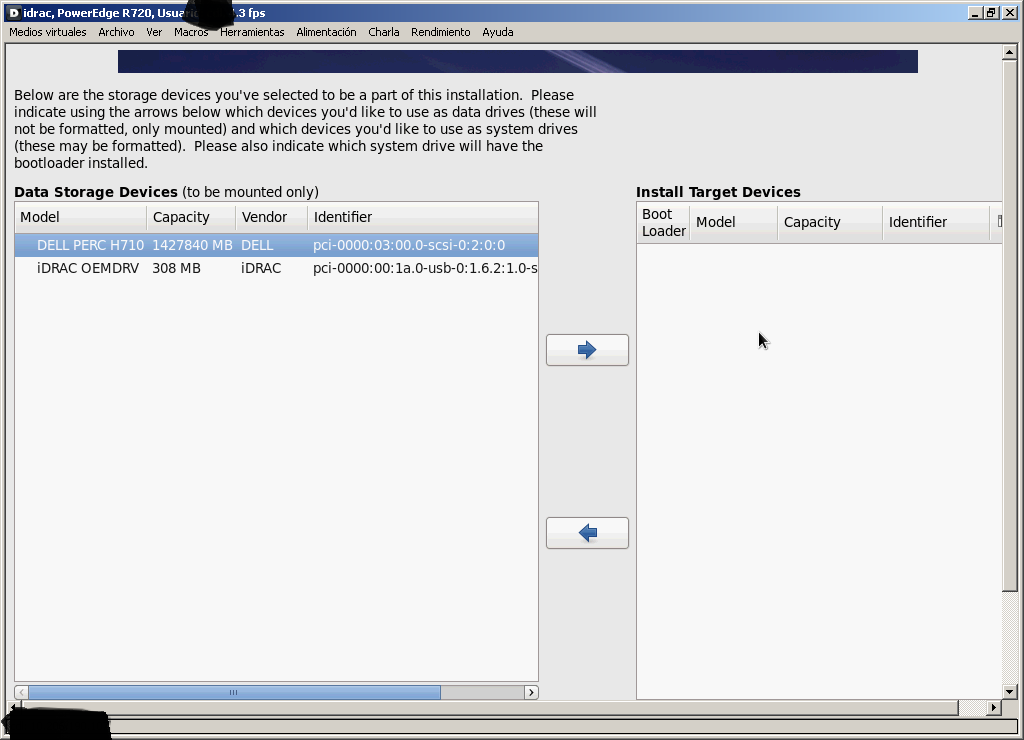 idrac, PowerEdge R720, .3 fps
Medios virtuales Archivo Ver Macros Herramientas Alimentación Charla Rendimiento Ayuda
Below are the storage devices you've selected to be a part of this installation. Please
indicate using the arrows below which devices you'd like to use as data drives (these will
not be formatted, only mounted) and which devices you'd like to use as system drives
(these may be formatted). Please also indicate which system drive will have the
bootloader installed.
Data Storage Devices (to be mounted only)
Model Capacity Vendor Identifier
DELL PERC H710 1427840 MB DELL pci-0000:03:00.0-scsi-0:2:0:0
iDRAC OEMDRV 308 MB iDRAC pci-0000:00:1a.0-usb-0:1.6.2:1.0-s
Install Target Devices
Boot
Loader Model Capacity Identifier